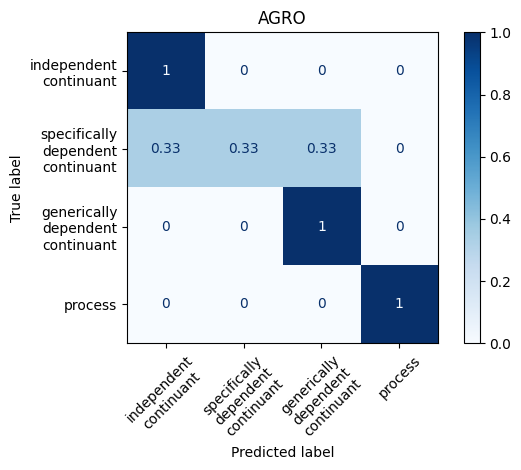 AGRO
True label
independent
continuant
specifically
dependent
continuant
generically
dependent
continuant
process
1 0 0 0
0.33 0.33 0.33 0
0 0 1 0
0 0 0 1
independent
continuant
specifically
dependent
continuant
generically
dependent
continuant
process
Predicted label
1.0
0.8
0.6
0.4
0.2
0.0